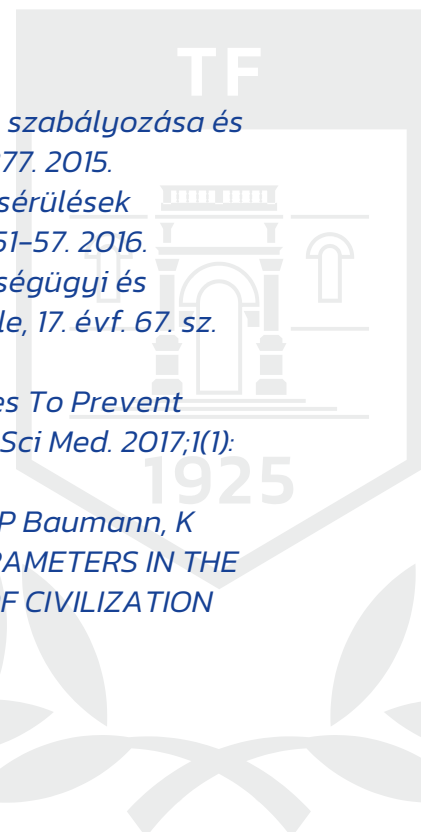 TF
szabályozása és
77. 2015.
sérülések
51–57. 2016.
ségügyi és
le, 17. évf. 67. sz.
es To Prevent
Sci Med. 2017;1(1):
1925
P Baumann, K
RAMETERS IN THE
OF CIVILIZATION